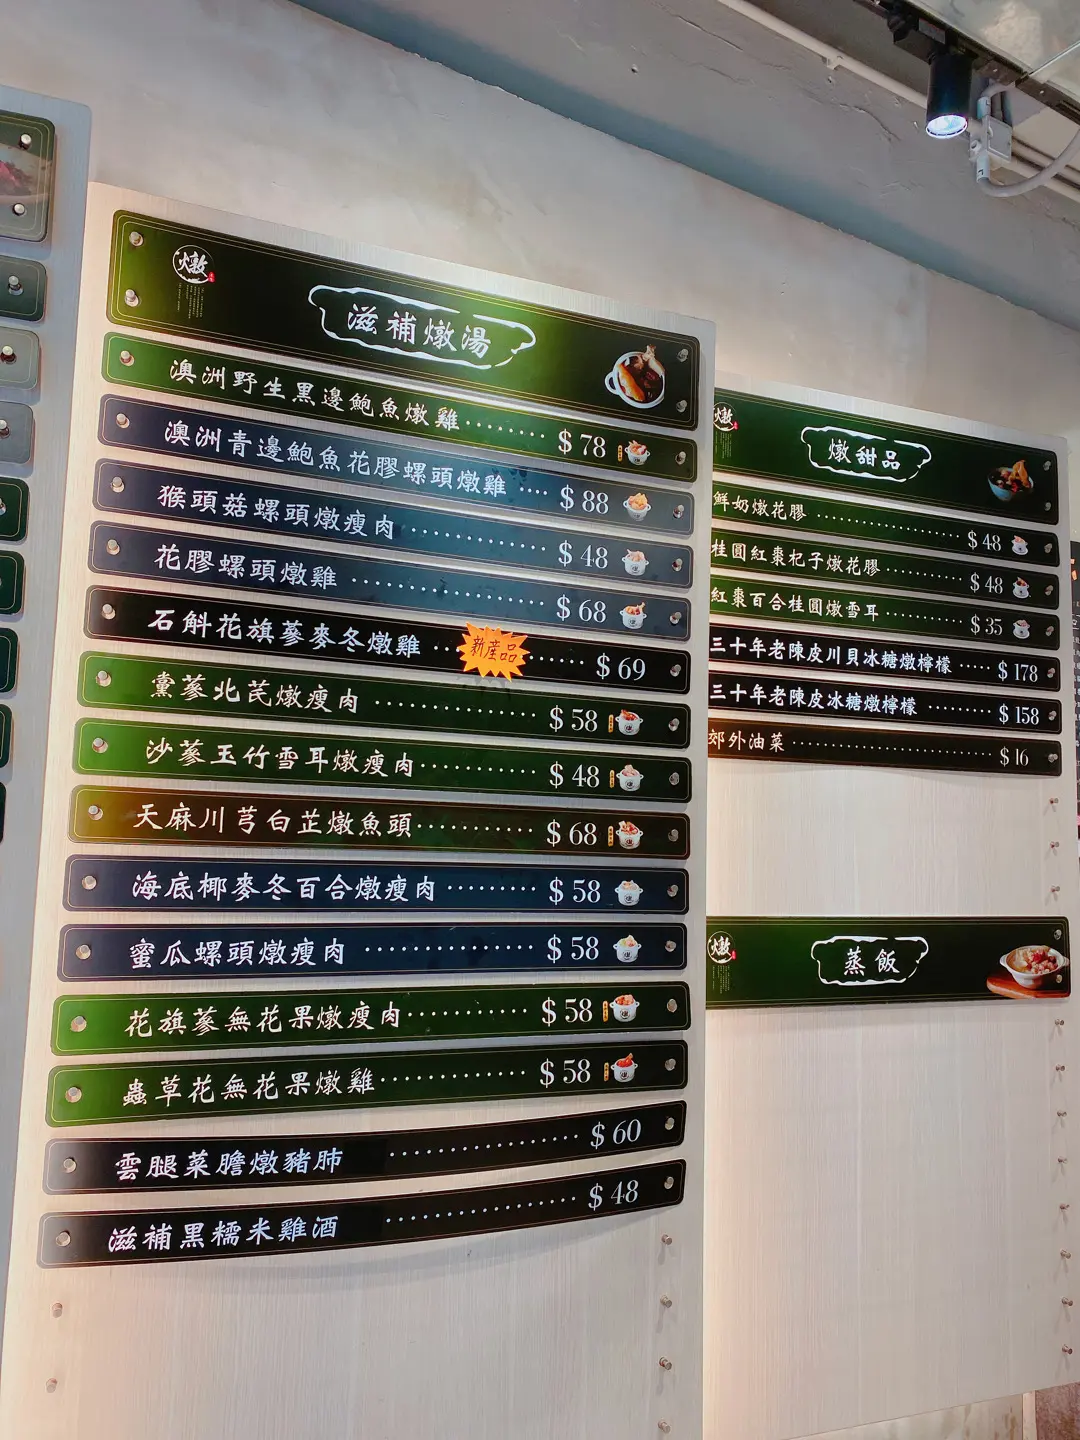 燉
滋補燉湯
澳洲野生黑邊鮑魚燉雞········ $78
澳洲青邊鮑魚花膠螺頭燉雞 ···· $88
猴頭菇螺頭燉瘦肉 ············· $48
花膠螺頭燉雞 ·················· $68
石斛花旗蔘麥冬燉雞 ·· 新產品 ······ $69
黨蔘北芪燉瘦肉 ················ $58
沙蔘玉竹雪耳燉瘦肉 ············ $48
天麻川芎白芷燉魚頭 ············ $68
海底椰麥冬百合燉瘦肉 ········· $58
蜜瓜螺頭燉瘦肉 ················ $58
花旗蔘無花果燉瘦肉 ············ $58
蟲草花無花果燉雞 ·············· $58
雲腿菜膽燉豬肺 ················ $60
滋補黑糯米雞酒 ················ $48
燉
燉甜品
鮮奶燉花膠 ···················· $48
桂圓紅棗杞子燉花膠 ············ $48
紅棗百合桂圓燉雪耳 ············ $35
三十年老陳皮川貝冰糖燉檸檬 ····· $178
三十年老陳皮冰糖燉檸檬 ········· $158
郊外油菜 ························ $16
燉
蒸飯